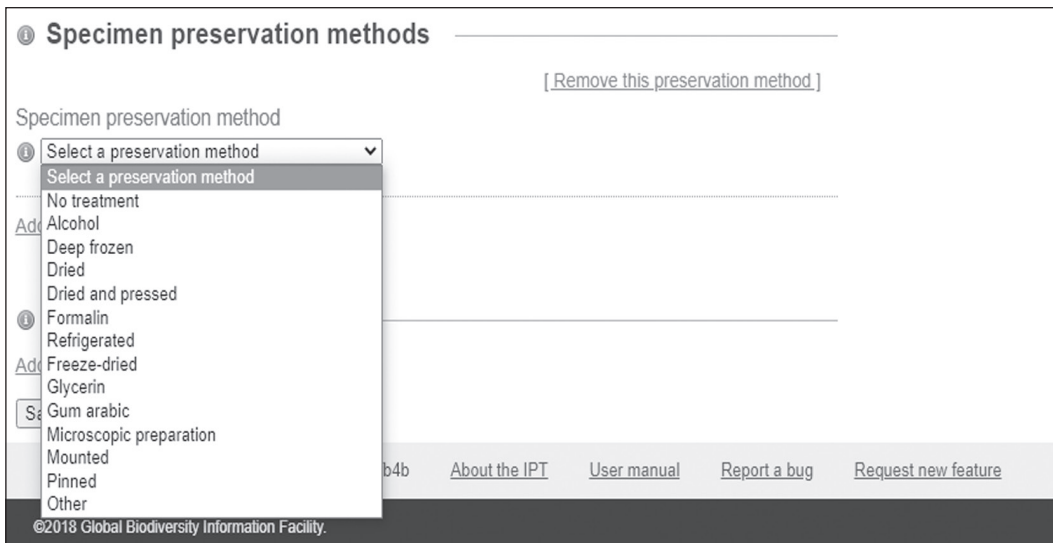 Specimen preservation methods
[ Remove this preservation method ]
Specimen preservation method
Select a preservation method
Select a preservation method
No treatment
Alcohol
Deep frozen
Dried
Dried and pressed
Formalin
Refrigerated
Freeze-dried
Glycerin
Gum arabic
Microscopic preparation
Mounted
Pinned
Other
b4b About the IPT User manual Report a bug Request new feature
©2018 Global Biodiversity Information Facility.